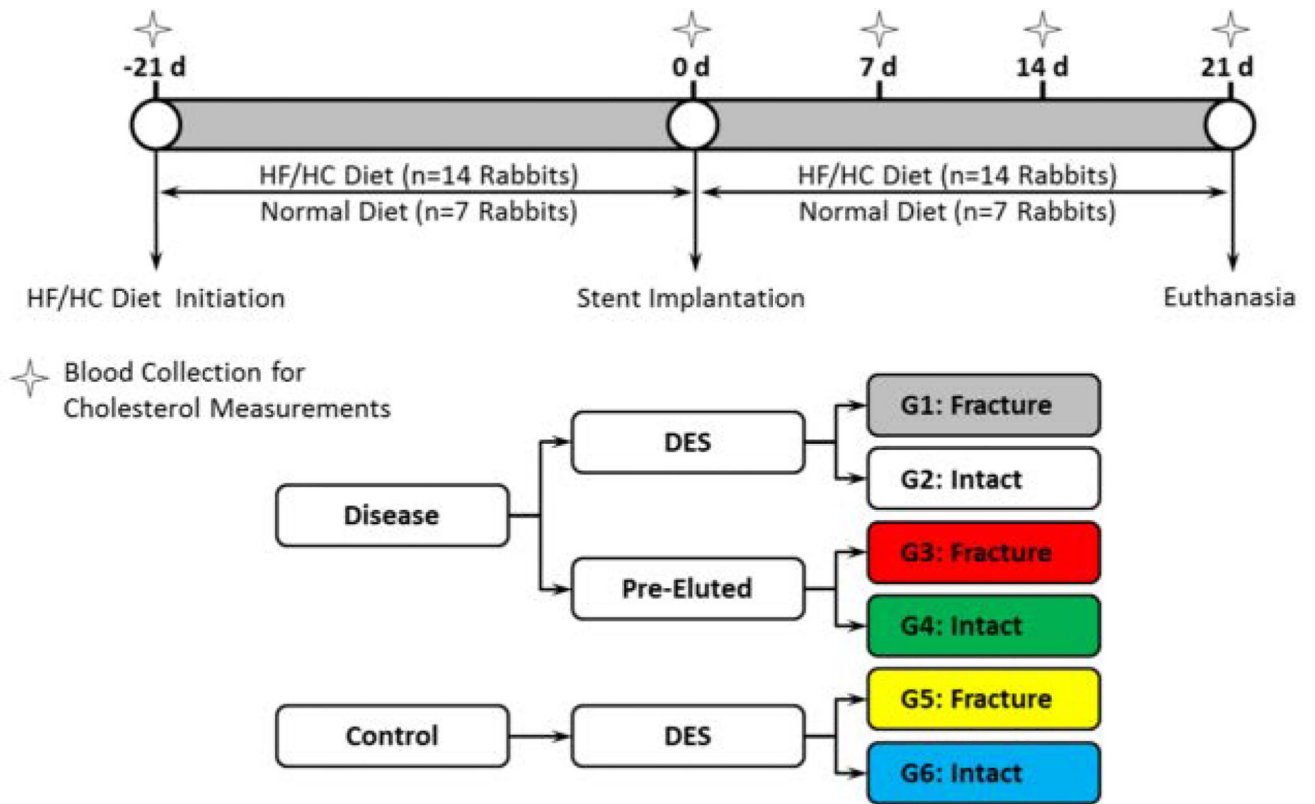 -21 d
0 d
7 d
14 d
21 d
HF/HC Diet (n=14 Rabbits)
Normal Diet (n=7 Rabbits)
HF/HC Diet (n=14 Rabbits)
Normal Diet (n=7 Rabbits)
HF/HC Diet Initiation
Stent Implantation
Euthanasia
Blood Collection for
Cholesterol Measurements
Disease
DES
G1: Fracture
G2: Intact
Pre-Eluted
G3: Fracture
G4: Intact
Control
DES
G5: Fracture
G6: Intact